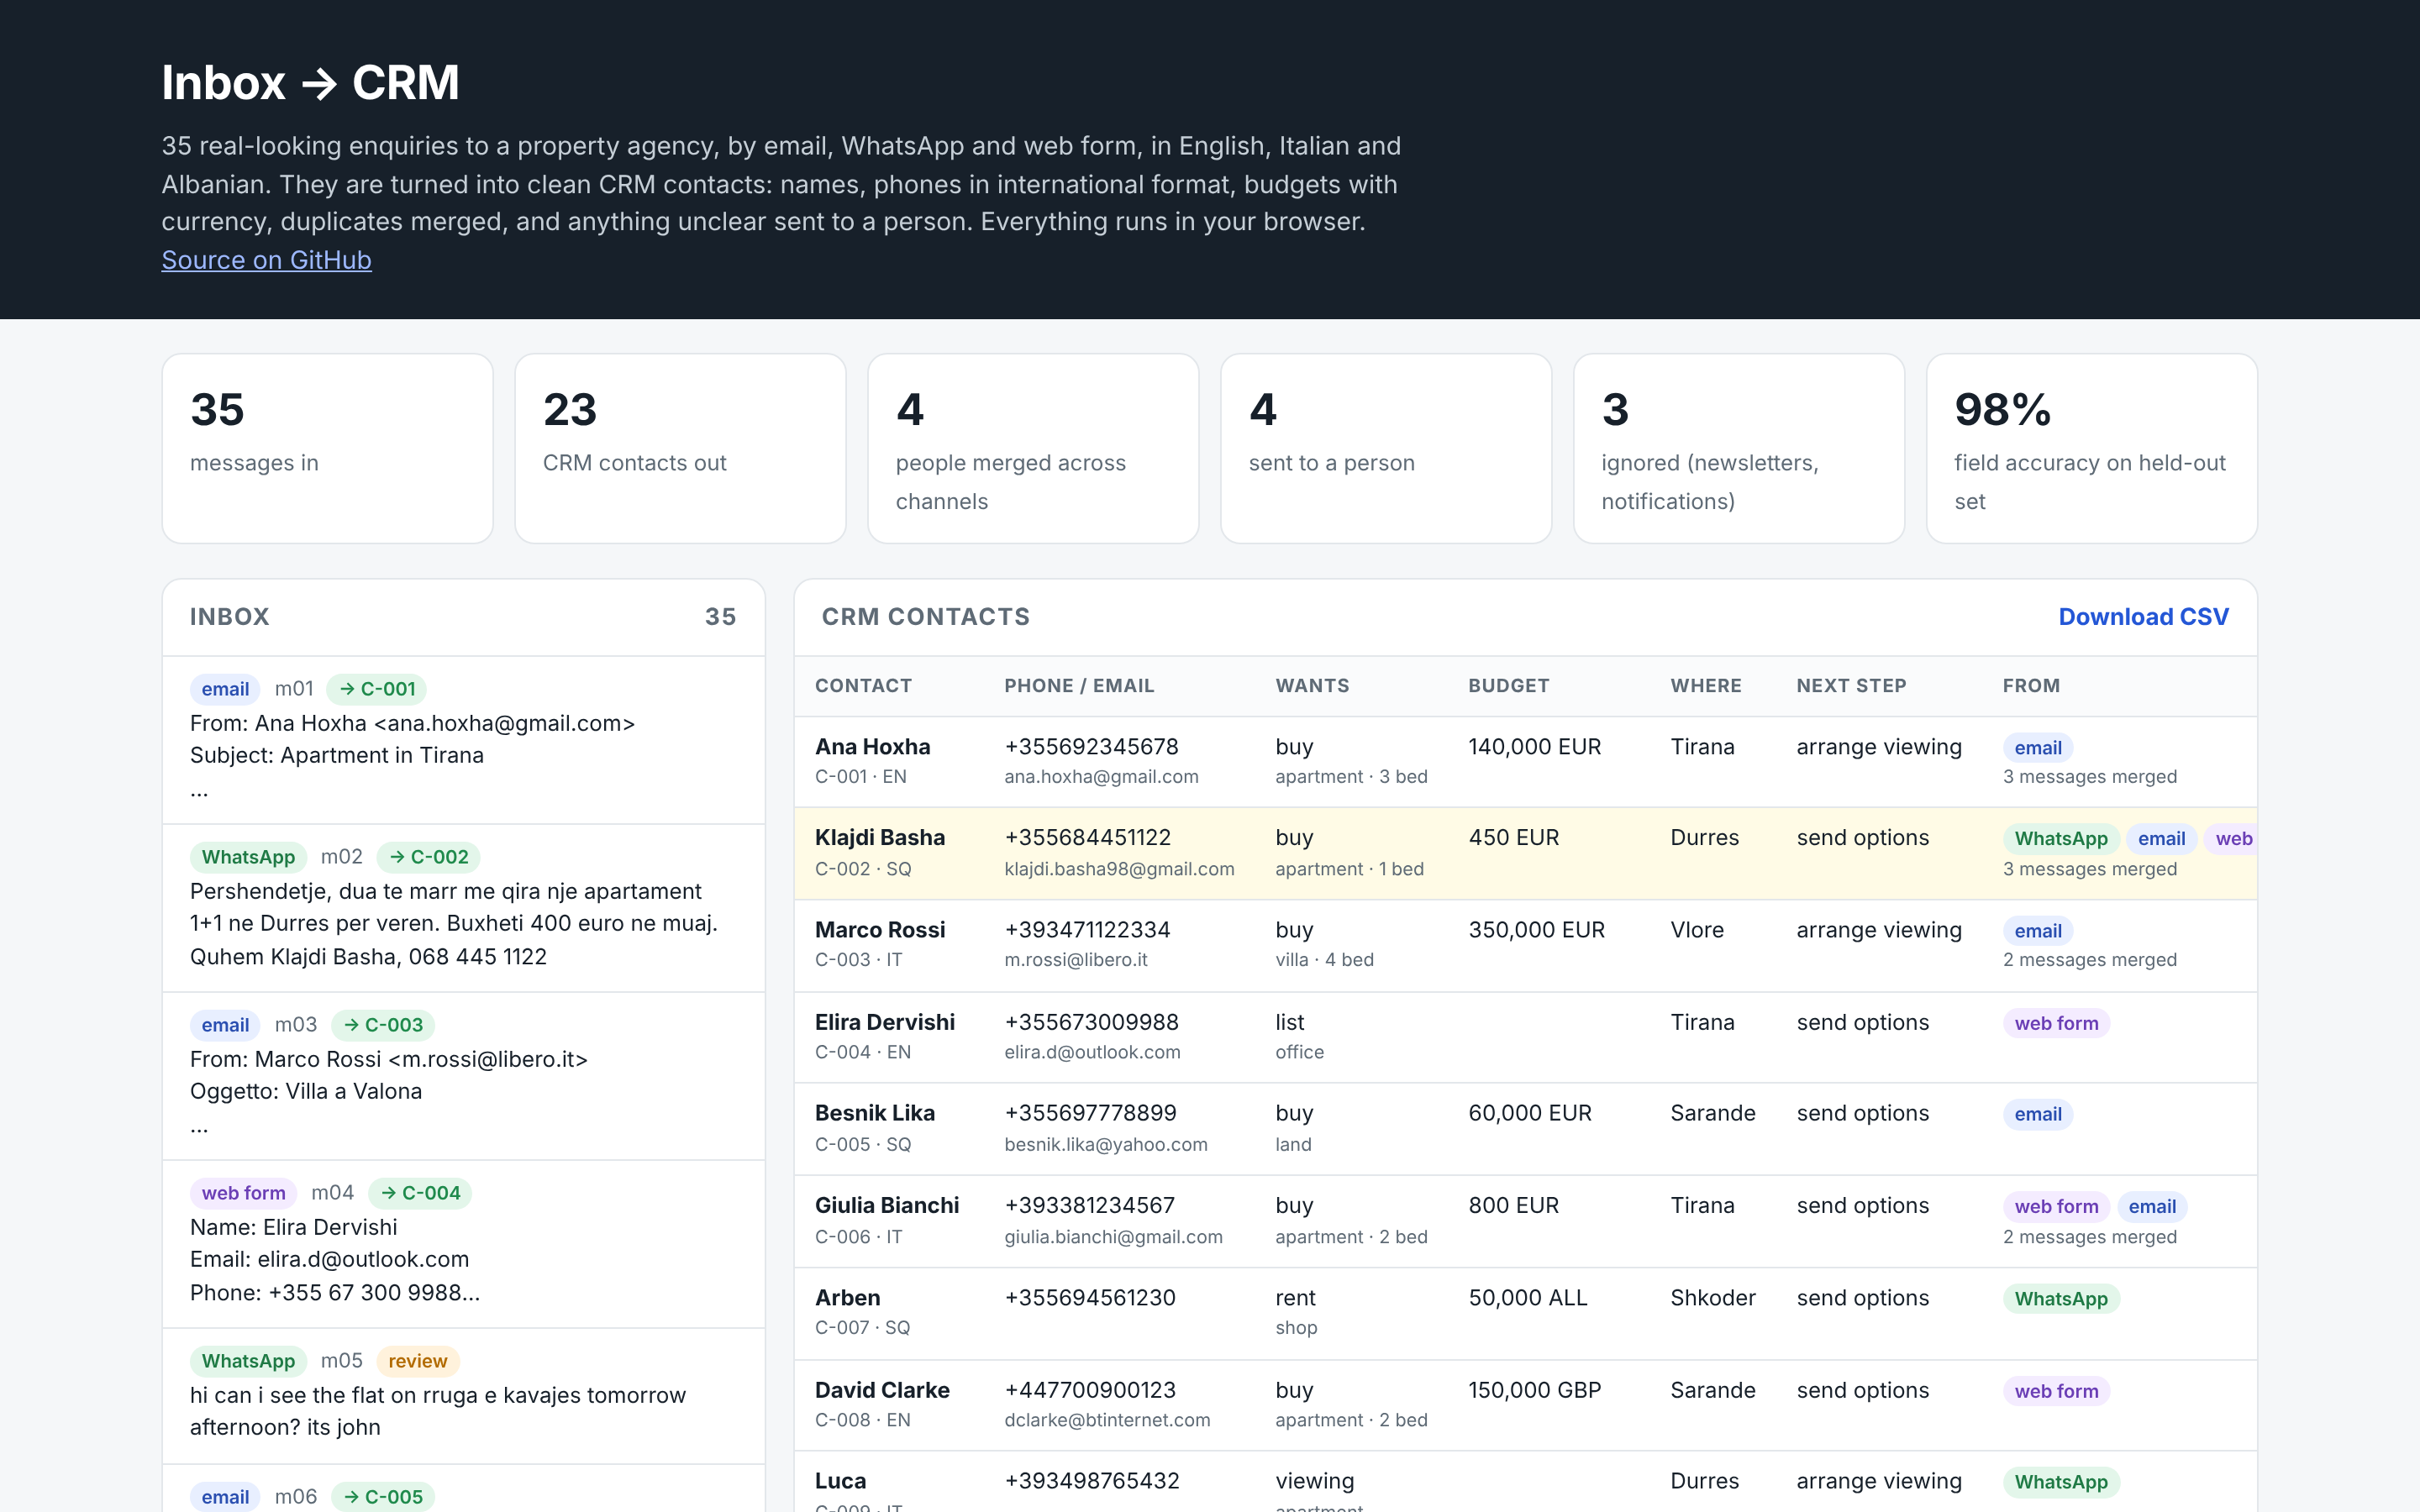 Inbox → CRM
35 real-looking enquiries to a property agency, by email, WhatsApp and web form, in English, Italian and
Albanian. They are turned into clean CRM contacts: names, phones in international format, budgets with
currency, duplicates merged, and anything unclear sent to a person. Everything runs in your browser.
Source on GitHub
35
messages in
23
CRM contacts out
4
people merged across
channels
4
sent to a person
3
ignored (newsletters,
notifications)
98%
field accuracy on held-out
set
INBOX 35
email m01 → C-001
From: Ana Hoxha <ana.hoxha@gmail.com>
Subject: Apartment in Tirana
...
WhatsApp m02 → C-002
Pershendetje, dua te marr me qira nje apartament
1+1 ne Durres per veren. Buxheti 400 euro ne muaj.
Quhem Klajdi Basha, 068 445 1122
email m03 → C-003
From: Marco Rossi <m.rossi@libero.it>
Oggetto: Villa a Valona
...
web form m04 → C-004
Name: Elira Dervishi
Email: elira.d@outlook.com
Phone: +355 67 300 9988...
WhatsApp m05 review
hi can i see the flat on rruga e kavajes tomorrow
afternoon? its john
email m06 → C-005
CRM CONTACTS Download CSV
CONTACT PHONE / EMAIL WANTS BUDGET WHERE NEXT STEP FROM
Ana Hoxha +355692345678 buy 140,000 EUR Tirana arrange viewing email
C-001 · EN ana.hoxha@gmail.com apartment · 3 bed 3 messages merged
Klajdi Basha +355684451122 buy 450 EUR Durres send options WhatsApp email web
C-002 · SQ klajdi.basha98@gmail.com apartment · 1 bed 3 messages merged
Marco Rossi +393471122334 buy 350,000 EUR Vlore arrange viewing email
C-003 · IT m.rossi@libero.it villa · 4 bed 2 messages merged
Elira Dervishi +355673009988 list Tirana send options web form
C-004 · EN elira.d@outlook.com office
Besnik Lika +355697778899 buy 60,000 EUR Sarande send options email
C-005 · SQ besnik.lika@yahoo.com land
Giulia Bianchi +393381234567 buy 800 EUR Tirana send options web form email
C-006 · IT giulia.bianchi@gmail.com apartment · 2 bed 2 messages merged
Arben +355694561230 rent 50,000 ALL Shkoder send options WhatsApp
C-007 · SQ shop
David Clarke +447700900123 buy 150,000 GBP Sarande send options web form
C-008 · EN dclarke@btinternet.com apartment · 2 bed
Luca +393498765432 viewing Durres arrange viewing WhatsApp
C-009 · IT apartment